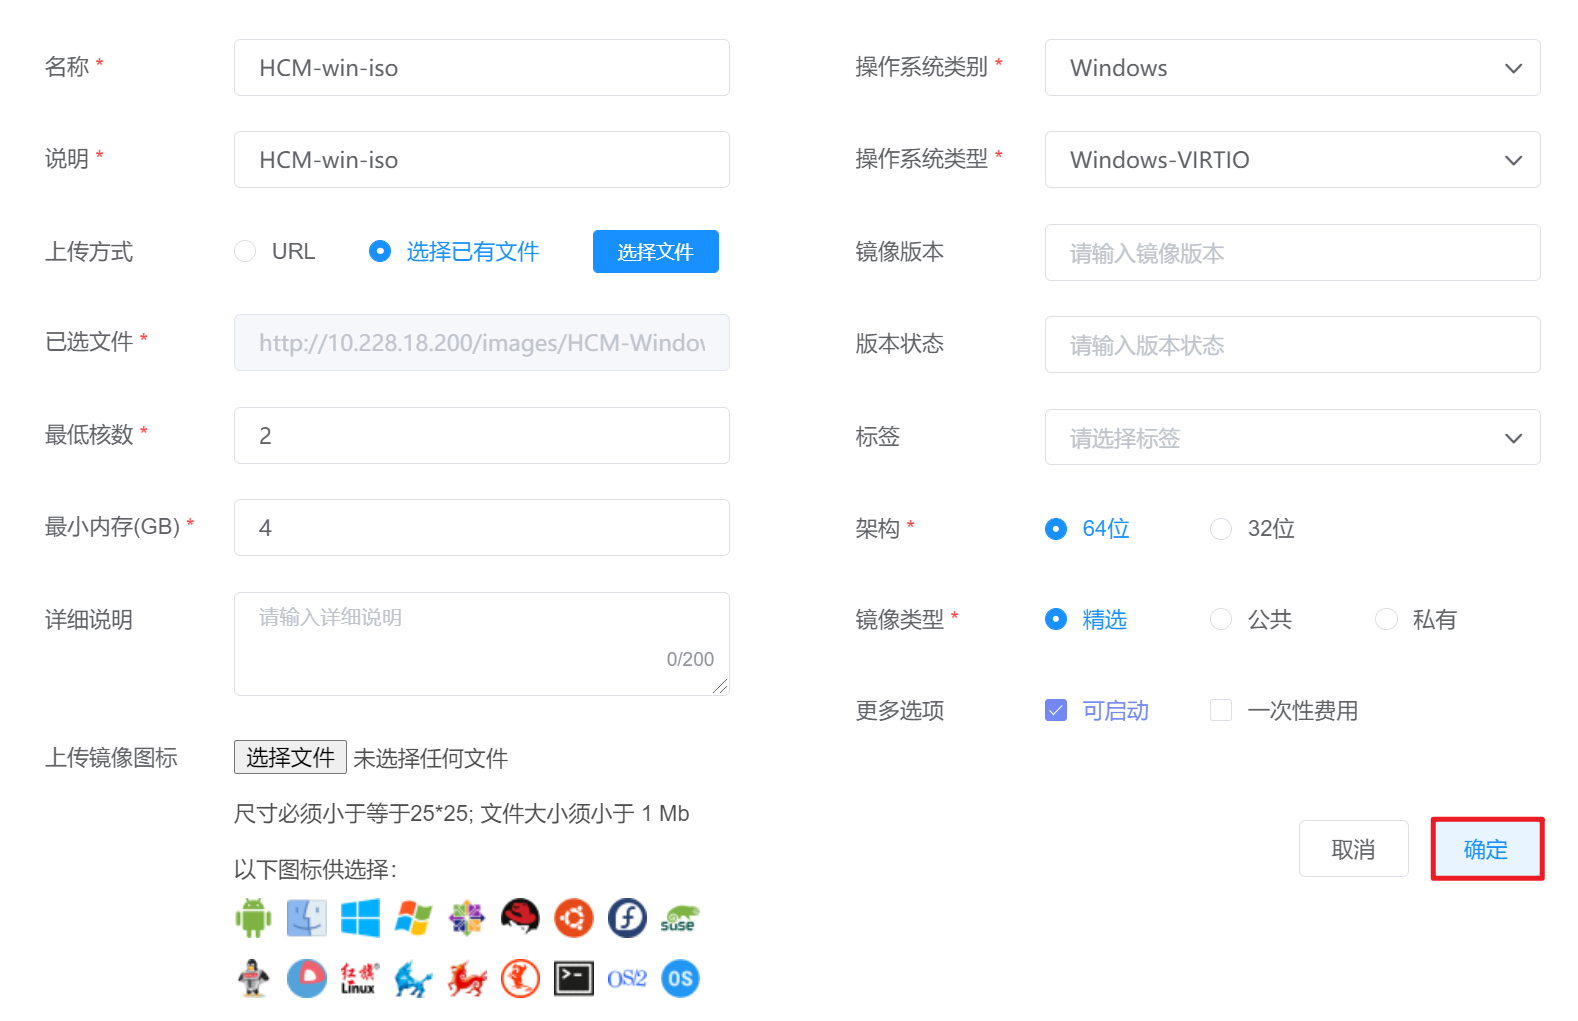 名称 *
HCM-win-iso
说明 *
HCM-win-iso
上传方式
URL 选择已有文件 选择文件
已选文件 *
http://10.228.18.200/images/HCM-Window
最低核数 *
2
最小内存(GB) *
4
详细说明
请输入详细说明
0/200
上传镜像图标
选择文件 未选择任何文件
尺寸必须小于等于25*25; 文件大小须小于 1 Mb
以下图标供选择：
suse
红旗®
Linux
OS/2
OS
操作系统类别 *
Windows
操作系统类型 *
Windows-VIRTIO
镜像版本
请输入镜像版本
版本状态
请输入版本状态
标签
请选择标签
架构 *
64位 32位
镜像类型 *
精选 公共 私有
更多选项
可启动 一次性费用
取消 确定